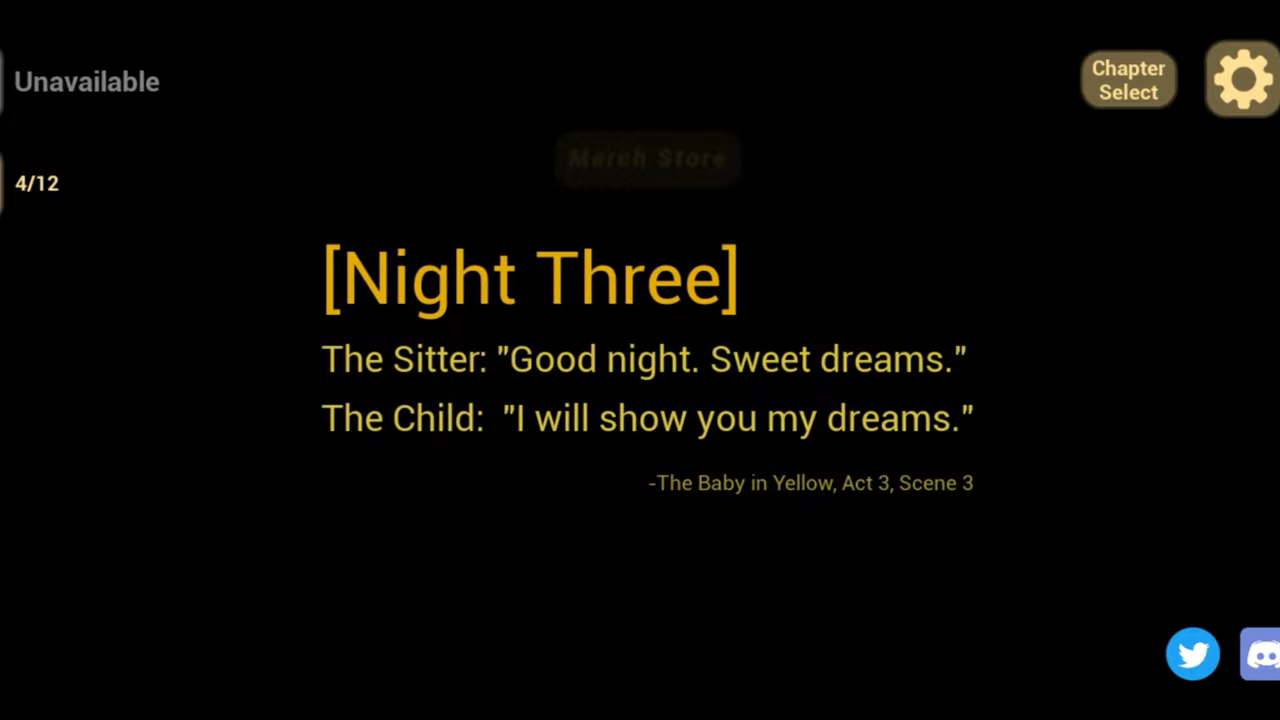 Unavailable
Chapter
Select
Merch Store
4/12
[Night Three]
The Sitter: "Good night. Sweet dreams."
The Child: "I will show you my dreams."
-The Baby in Yellow, Act 3, Scene 3